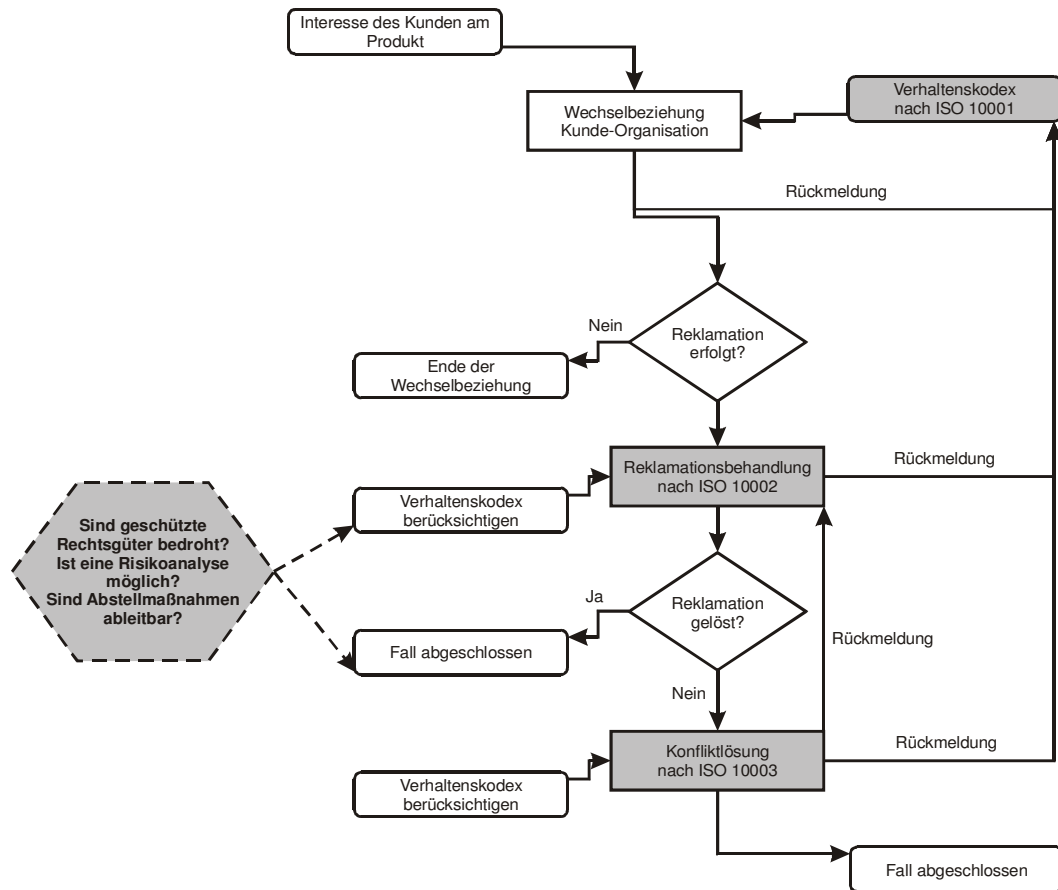 Interesse des Kunden am
Produkt
Verhaltenskodex
nach ISO 10001
Wechselbeziehung
Kunde-Organisation
Rückmeldung
Nein
Reklamation
erfolgt?
Ende der
Wechselbeziehung
Reklamationsbehandlung
nach ISO 10002
Rückmeldung
Verhaltenskodex
berücksichtigen
Sind geschützte
Rechtsgüter bedroht?
Ist eine Risikoanalyse
möglich?
Sind Abstellmaßnahmen
ableitbar?
Ja
Reklamation
gelöst?
Rückmeldung
Fall abgeschlossen
Nein
Konfliktlösung
nach ISO 10003
Rückmeldung
Verhaltenskodex
berücksichtigen
Fall abgeschlossen